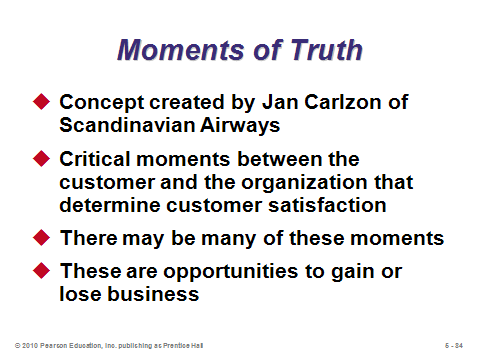 Moments of Truth
Concept created by Jan Carlzon of
Scandinavian Airways
Critical moments between the
customer and the organization that
determine customer satisfaction
There may be many of these moments
These are opportunities to gain or
lose business
© 2010 Pearson Education, Inc. publishing as Prentice Hall
6 - 84